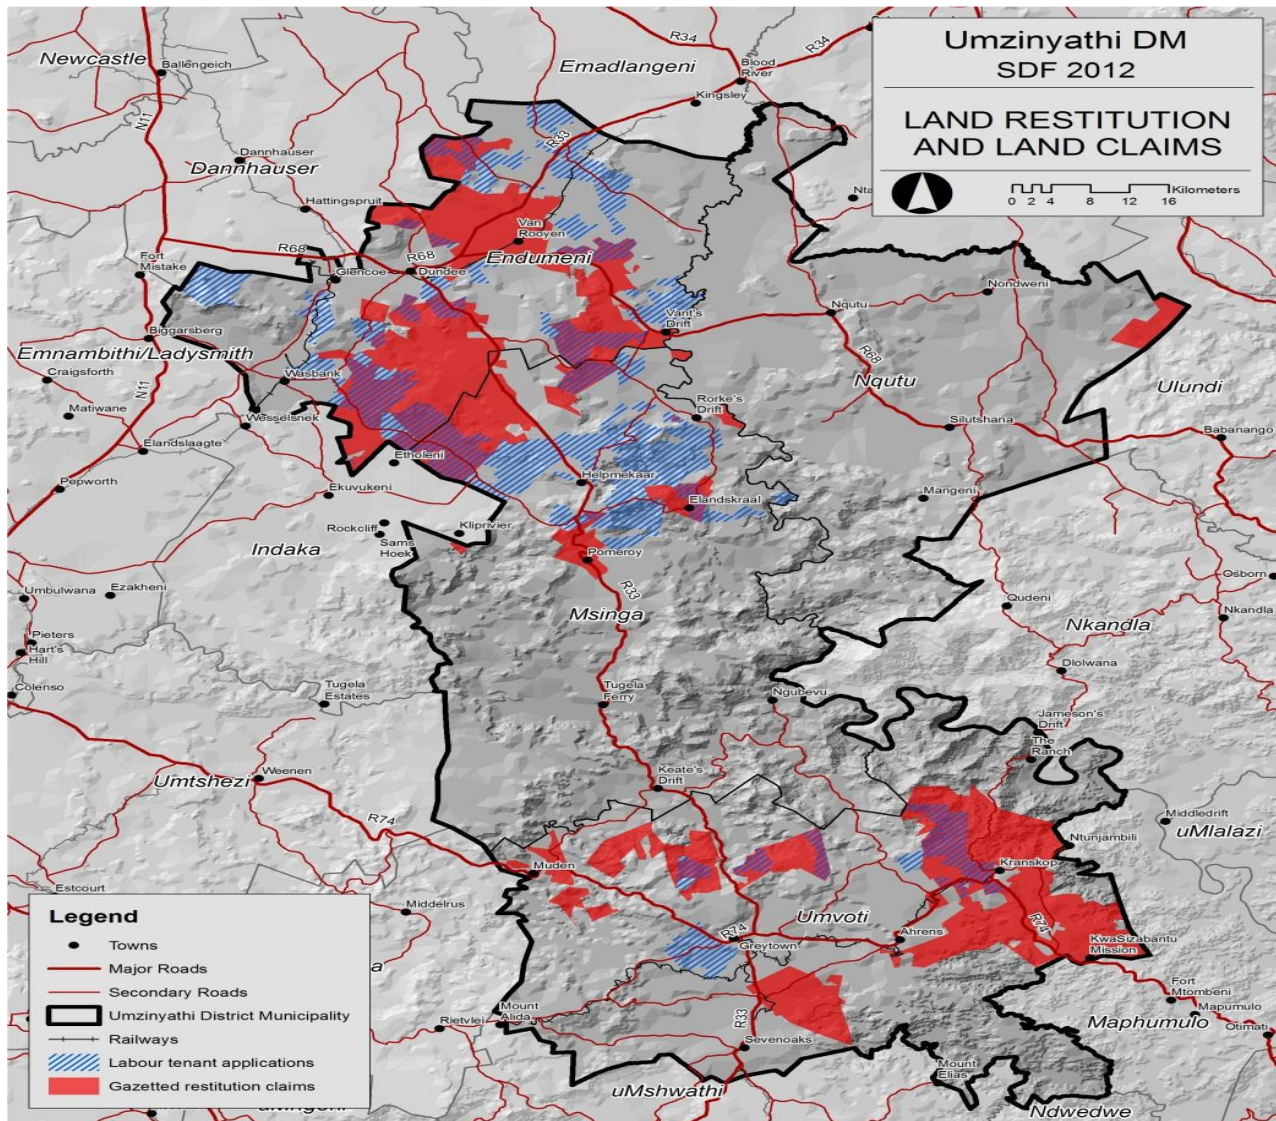 Umzinyathi DM
SDF 2012
LAND RESTITUTION
AND LAND CLAIMS
Kilometers
0 2 4 8 12 16
Newcastle
Ballengeich
Emadlangeni
R34
R34
Blood
River
Kingsley
N11
R33
Dannhauser
Dannhauser
Hattingspruit
Van
Rooyen
R68
Fort
Mistake
Glencoe
R68
Dundee
Endumeni
Nondweni
Nqutu
Vant's
Drift
Biggarsberg
Emnambithi/Ladysmith
R68
Craigsforth
Wasbank
Nqutu
Ulundi
N11
Matiwane
Wesselsnek
Rorke's
Drift
Silutshana
Babanango
Elandslaagte
Etholeni
Pepworth
Ekuvukeni
Helpmekaar
Mangeni
Elandskraal
Rockcliff
Sams
Hoek
Kliprivier
Indaka
Pomeroy
Osborn
Umbulwana
Ezakheni
R33
Msinga
Qudeni
Nkandla
Nkandla
Pieters
Hart's
Hill
Dlolwana
Colenso
Tugela
Estates
Tugela
Ferry
Ngubevu
Jameson's
Drift
The
Ranch
Umtshezi
Weenen
Keate's
Drift
R74
Middledrift
uMlalazi
Ntunjambili
Muden
Kranskop
Estcourt
Middelrus
Umvoti
R74
R74
Greytown
Ahrens
KwaSizabantu
Mission
Fort
Mtombeni
Mapumulo
Maphumulo
Otimati
Mount
Alida
Rietvlei
R33
Sevenoaks
Mount
Elias
uMshwathi
Ndwedwe
Legend
Towns
Major Roads
Secondary Roads
Umzinyathi District Municipality
Railways
Labour tenant applications
Gazetted restitution claims